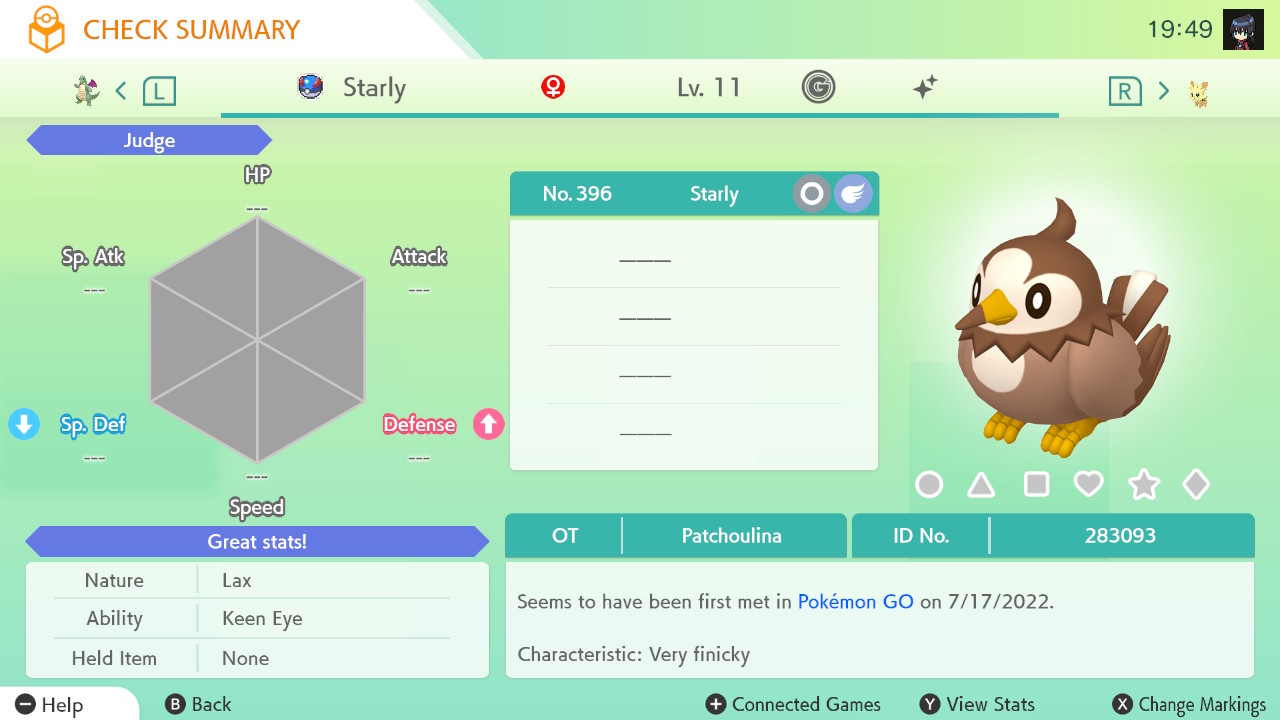 CHECK SUMMARY
19:49
L
Starly
Lv. 11
G
R
Judge
HP
---
Sp. Atk
---
Attack
---
Sp. Def
---
Defense
---
---
Speed
Great stats!
Nature Lax
Ability Keen Eye
Held Item None
No. 396 Starly
———
———
———
———
OT Patchoulina
ID No. 283093
Seems to have been first met in Pokémon GO on 7/17/2022.
Characteristic: Very finicky
Help
B Back
Connected Games
Y View Stats
X Change Markings